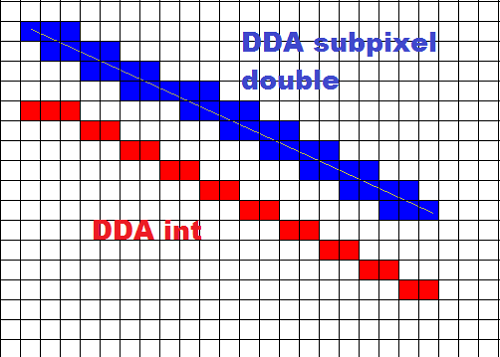 DDA subpixel
double
DDA int